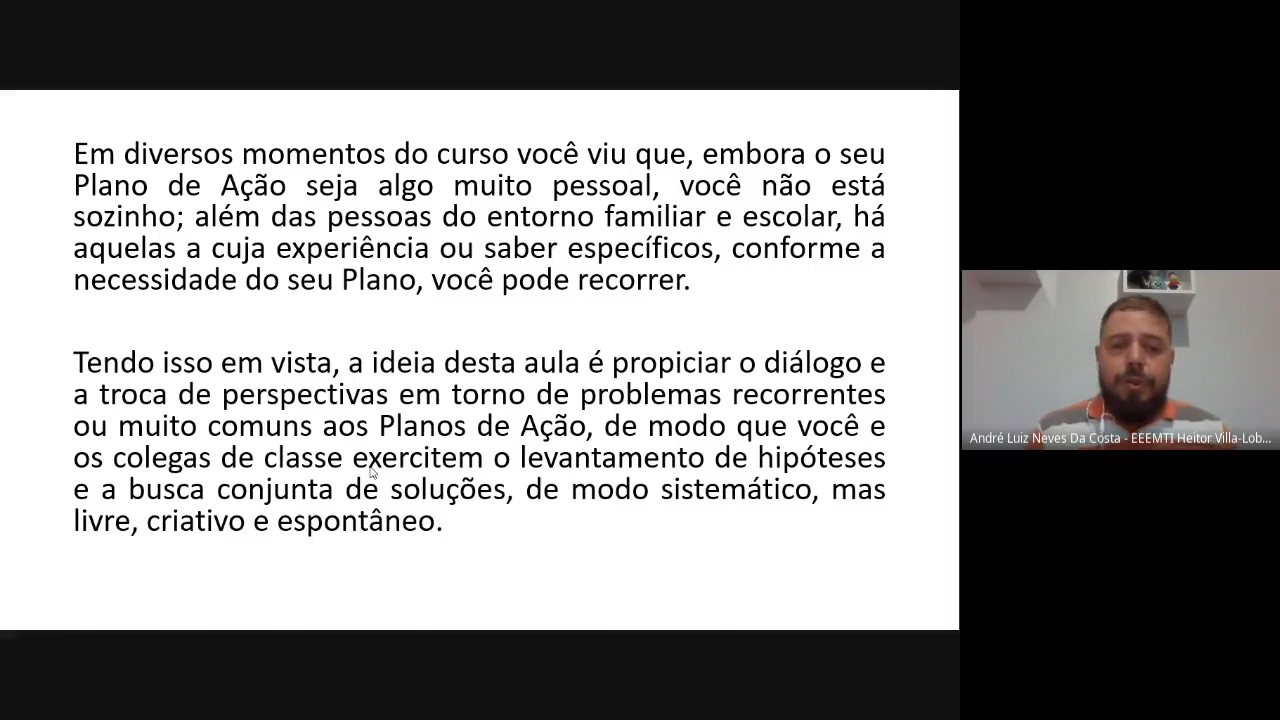 Em diversos momentos do curso você viu que, embora o seu
Plano de Ação seja algo muito pessoal, você não está
sozinho; além das pessoas do entorno familiar e escolar, há
aquelas a cuja experiência ou saber específicos, conforme a
necessidade do seu Plano, você pode recorrer.
Tendo isso em vista, a ideia desta aula é propiciar o diálogo e
a troca de perspectivas em torno de problemas recorrentes
ou muito comuns aos Planos de Ação, de modo que você e
os colegas de classe exercitem o levantamento de hipóteses
e a busca conjunta de soluções, de modo sistemático, mas
livre, criativo e espontâneo.
André Luiz Neves Da Costa - EEEMTI Heitor Villa-Lob...